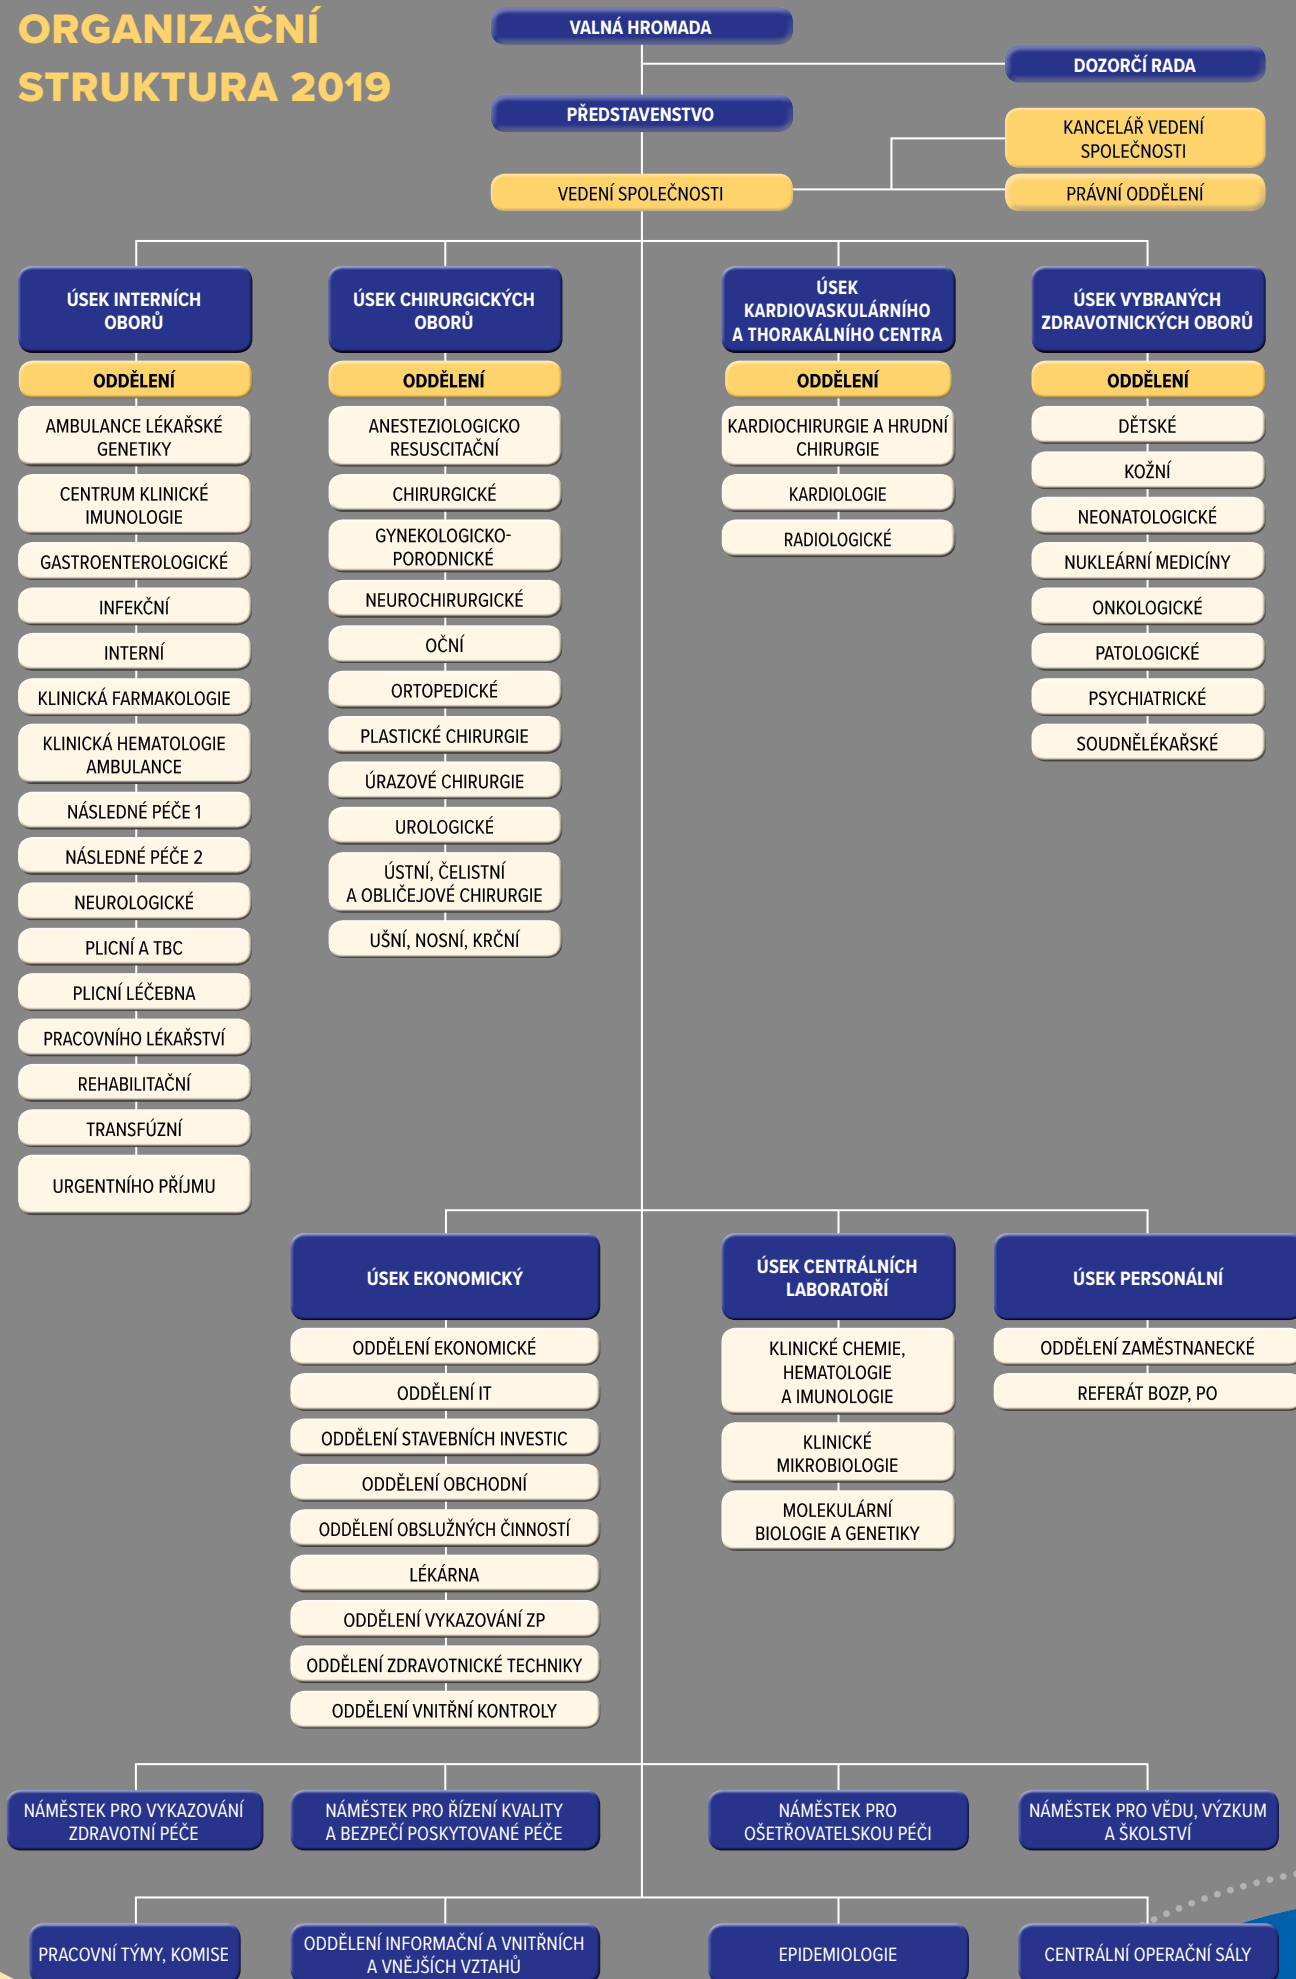 ORGANIZAČNÍ
STRUKTURA 2019
VALNÁ HROMADA
DOZORČÍ RADA
PŘEDSTAVENSTVO
KANCELÁŘ VEDENÍ
SPOLEČNOSTI
VEDENÍ SPOLEČNOSTI
PRÁVNÍ ODDĚLENÍ
ÚSEK INTERNÍCH
OBORŮ
ODDĚLENÍ
AMBULANCE LÉKAŘSKÉ
GENETIKY
CENTRUM KLINICKÉ
IMUNOLOGIE
GASTROENTEROLOGICKÉ
INFEKČNÍ
INTERNÍ
KLINICKÁ FARMAKOLOGIE
KLINICKÁ HEMATOLOGIE
AMBULANCE
NÁSLEDNÉ PÉČE 1
NÁSLEDNÉ PÉČE 2
NEUROLOGICKÉ
PLICNÍ A TBC
PLICNÍ LÉČEBNA
PRACOVNÍHO LÉKAŘSTVÍ
REHABILITAČNÍ
TRANSFÚZNÍ
URGENTNÍHO PŘÍJMU
ÚSEK CHIRURGICKÝCH
OBORŮ
ODDĚLENÍ
ANESTEZIOLOGICKO
RESUSCITAČNÍ
CHIRURGICKÉ
GYNEKOLOGICKO-
PORODNICKÉ
NEUROCHIRURGICKÉ
OČNÍ
ORTOPEDICKÉ
PLASTICKÉ CHIRURGIE
ÚRAZOVÉ CHIRURGIE
UROLOGICKÉ
ÚSTNÍ, ČELISTNÍ
A OBLIČEJOVÉ CHIRURGIE
UŠNÍ, NOSNÍ, KRČNÍ
ÚSEK
KARDIOVASKULÁRNÍHO
A THORAKÁLNÍHO CENTRA
ODDĚLENÍ
KARDIOCHIRURGIE A HRUDNÍ
CHIRURGIE
KARDIOLOGIE
RADIOLOGICKÉ
ÚSEK VYBRANÝCH
ZDRAVOTNICKÝCH OBORŮ
ODDĚLENÍ
DĚTSKÉ
KOŽNÍ
NEONATOLOGICKÉ
NUKLEÁRNÍ MEDICÍNY
ONKOLOGICKÉ
PATOLOGICKÉ
PSYCHIATRICKÉ
SOUDNĚLÉKAŘSKÉ
ÚSEK EKONOMICKÝ
ODDĚLENÍ EKONOMICKÉ
ODDĚLENÍ IT
ODDĚLENÍ STAVEBNÍCH INVESTIC
ODDĚLENÍ OBCHODNÍ
ODDĚLENÍ OBSLUŽNÝCH ČINNOSTÍ
LÉKÁRNA
ODDĚLENÍ VYKAZOVÁNÍ ZP
ODDĚLENÍ ZDRAVOTNICKÉ TECHNIKY
ODDĚLENÍ VNITŘNÍ KONTROLY
ÚSEK CENTRÁLNÍCH
LABORATOŘÍ
KLINICKÉ CHEMIE,
HEMATOLOGIE
A IMUNOLOGIE
KLINICKÉ
MIKROBIOLOGIE
MOLEKULÁRNÍ
BIOLOGIE A GENETIKY
ÚSEK PERSONÁLNÍ
ODDĚLENÍ ZAMĚSTNANECKÉ
REFERÁT BOZP, PO
NÁMĚSTEK PRO VYKAZOVÁNÍ
ZDRAVOTNÍ PÉČE
NÁMĚSTEK PRO ŘÍZENÍ KVALITY
A BEZPEČÍ POSKYTOVANÉ PÉČE
NÁMĚSTEK PRO
OŠETŘOVATELSKOU PÉČI
NÁMĚSTEK PRO VĚDU, VÝZKUM
A ŠKOLSTVÍ
PRACOVNÍ TÝMY, KOMISE
ODDĚLENÍ INFORMAČNÍ A VNITŘNÍCH
A VNĚJŠÍCH VZTAHŮ
EPIDEMIOLOGIE
CENTRÁLNÍ OPERAČNÍ SÁLY